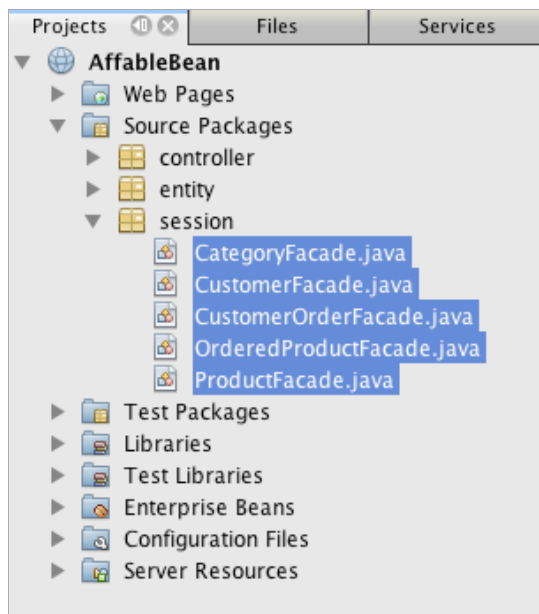 Projects Files Services
AffableBean
Web Pages
Source Packages
controller
entity
session
CategoryFacade.java
CustomerFacade.java
CustomerOrderFacade.java
OrderedProductFacade.java
ProductFacade.java
Test Packages
Libraries
Test Libraries
Enterprise Beans
Configuration Files
Server Resources